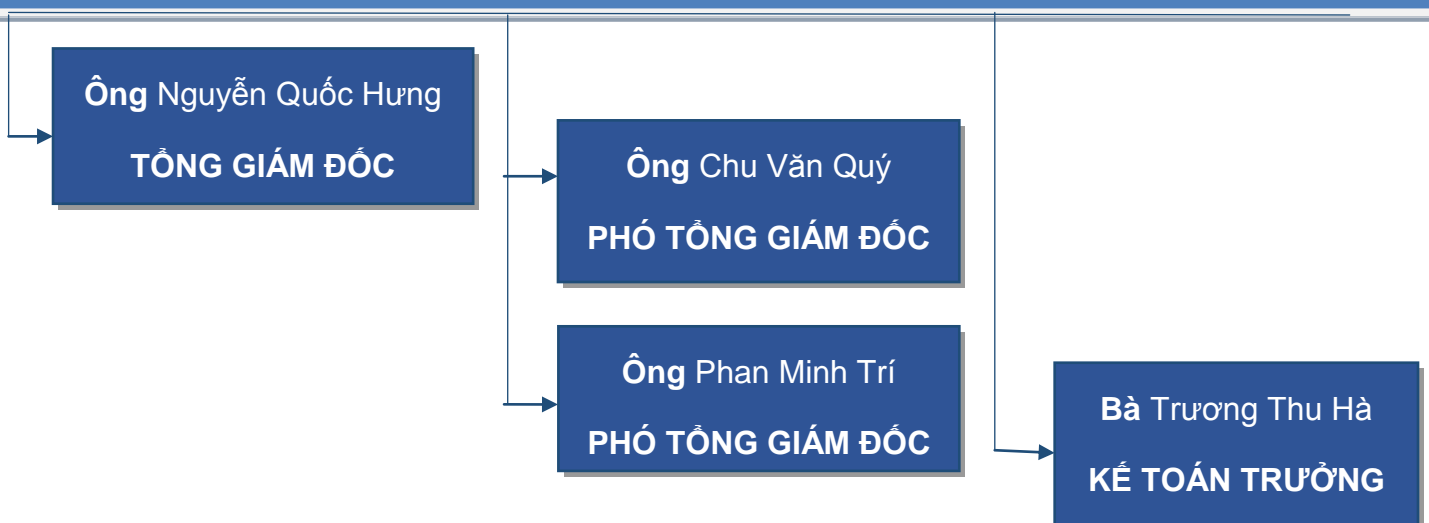 Ông Nguyễn Quốc Hưng
TỔNG GIÁM ĐỐC
Ông Chu Văn Quý
PHÓ TỔNG GIÁM ĐỐC
Ông Phan Minh Trí
PHÓ TỔNG GIÁM ĐỐC
Bà Trương Thu Hà
KẾ TOÁN TRƯỞNG